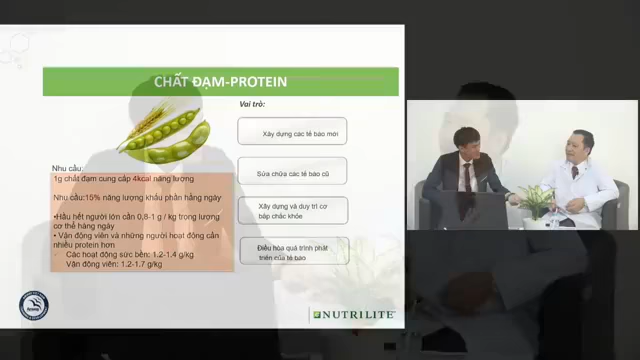 CHẤT ĐẠM-PROTEIN
Vai trò:
Xây dựng các tế bào mới
Nhu cầu:
1g chất đạm cung cấp 4kcal năng lượng
Sửa chữa các tế bào cũ
Nhu cầu:15% năng lượng khẩu phần hằng ngày
•Hầu hết người lớn cần 0,8-1 g / kg trong lượng
cơ thể hàng ngày
• Vận động viên và những người hoạt động cần
nhiều protein hơn
Các hoạt động sức bền: 1.2-1.4 g/kg
Vận động viên: 1.2-1.7 g/kg
Xây dựng và duy trì cơ
bắp chắc khỏe
Điều hòa quá trình phát
triển của tế bào
NUTRILITE